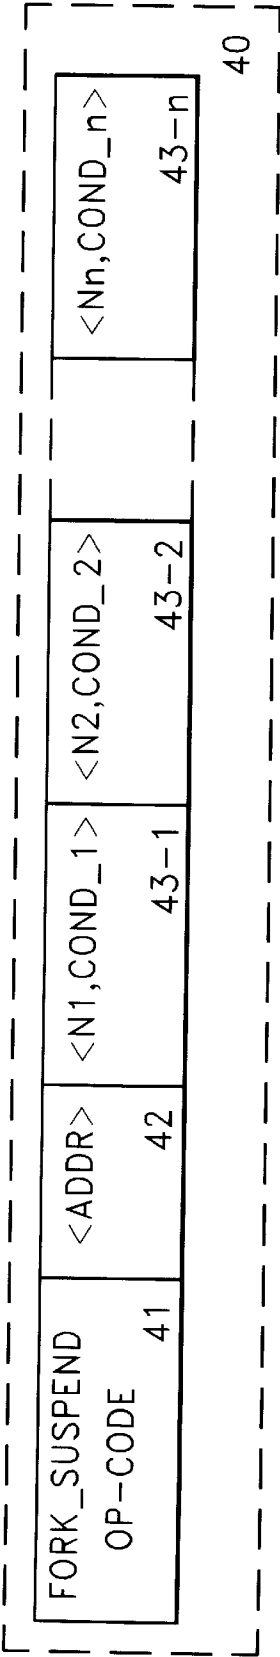 FORK_SUSPEND
OP-CODE
41
<ADDR>
42
<N1,COND_1>
43-1
<N2,COND_2>
43-2
<Nn,COND_n>
43-n
40